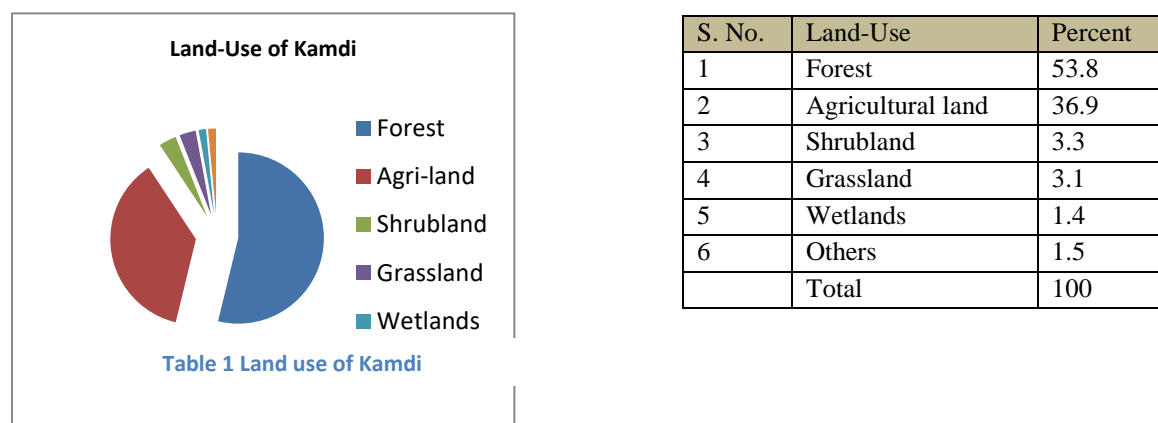 Land-Use of Kamdi
Forest
Agri-land
Shrubland
Grassland
Wetlands
Table 1 Land use of Kamdi
S. No. Land-Use Percent
1 Forest 53.8
2 Agricultural land 36.9
3 Shrubland 3.3
4 Grassland 3.1
5 Wetlands 1.4
6 Others 1.5
Total 100